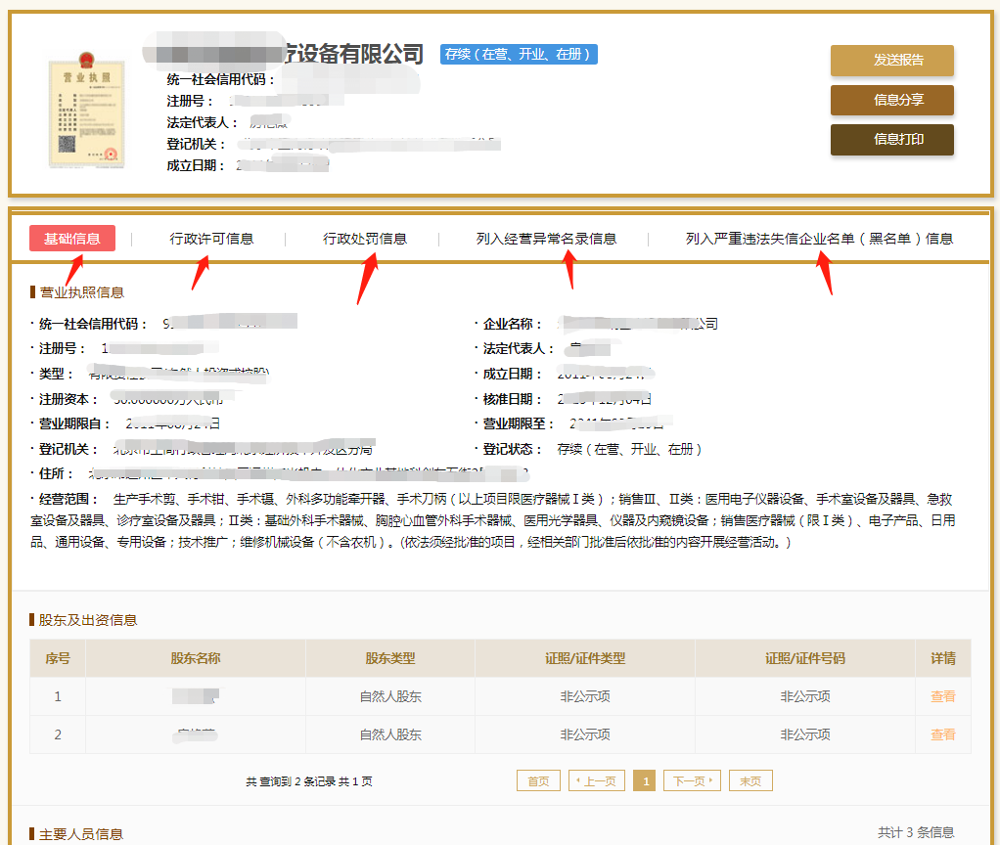 疗设备有限公司 存续（在营、开业、在册）
营业执照
统一社会信用代码：
注册号：
法定代表人：
登记机关：
成立日期：
发送报告
信息分享
信息打印
基础信息 行政许可信息 行政处罚信息 列入经营异常名录信息 列入严重违法失信企业名单（黑名单）信息
营业执照信息
· 统一社会信用代码： 9 · 企业名称： 公司
· 注册号： 1 · 法定代表人：
· 类型： · 成立日期：
· 注册资本： · 核准日期：
· 营业期限自： · 营业期限至：
· 登记机关： · 登记状态： 存续（在营、开业、在册）
· 住所：
· 经营范围： 生产手术剪、手术钳、手术镊、外科多功能牵开器、手术刀柄（以上项目限医疗器械Ⅰ类）；销售Ⅲ、Ⅱ类：医用电子仪器设备、手术室设备及器具、急救
室设备及器具、诊疗室设备及器具；Ⅱ类：基础外科手术器械、胸腔心血管外科手术器械、医用光学器具、仪器及内窥镜设备；销售医疗器械（限Ⅰ类）、电子产品、日用
品、通用设备、专用设备；技术推广；维修机械设备（不含农机）。(依法须经批准的项目，经相关部门批准后依批准的内容开展经营活动。)
股东及出资信息
序号 股东名称 股东类型 证照/证件类型 证照/证件号码 详情
1 自然人股东 非公示项 非公示项 查看
2 自然人股东 非公示项 非公示项 查看
共 查询到 2 条记录 共 1 页 首页 上一页 1 下一页 末页
主要人员信息 共计 3 条信息